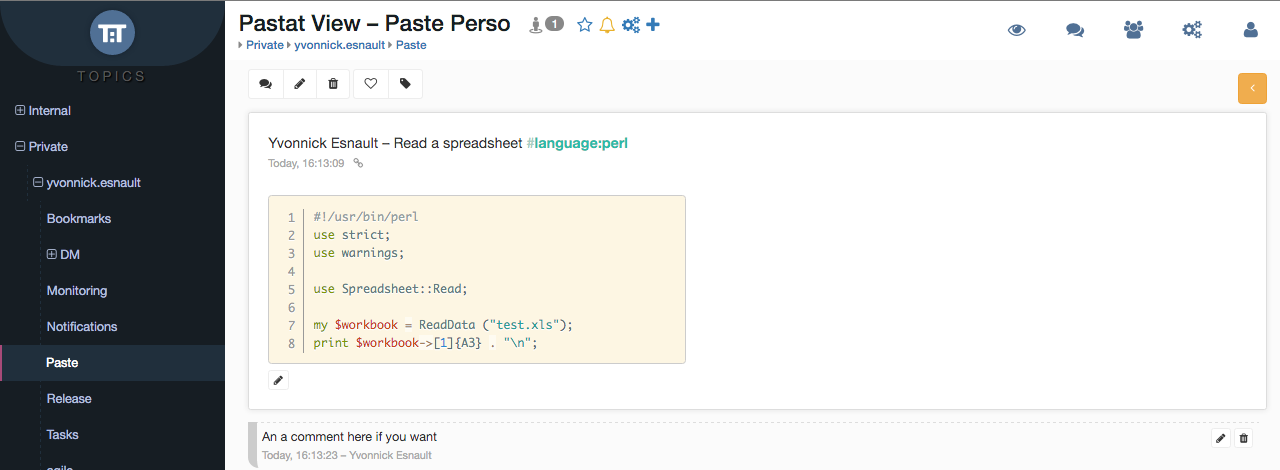 TOPICS
Internal
Private
yvonnick.esnault
Bookmarks
DM
Monitoring
Notifications
Paste
Release
Tasks
agile
Pastat View – Paste Perso 1
Private yvonnick.esnault Paste
Yvonnick Esnault – Read a spreadsheet #language:perl
Today, 16:13:09
1 #!/usr/bin/perl
2 use strict;
3 use warnings;
4
5 use Spreadsheet::Read;
6
7 my $workbook = ReadData ("test.xls");
8 print $workbook->[1]{A3} . "\n";
An a comment here if you want
Today, 16:13:23 – Yvonnick Esnault